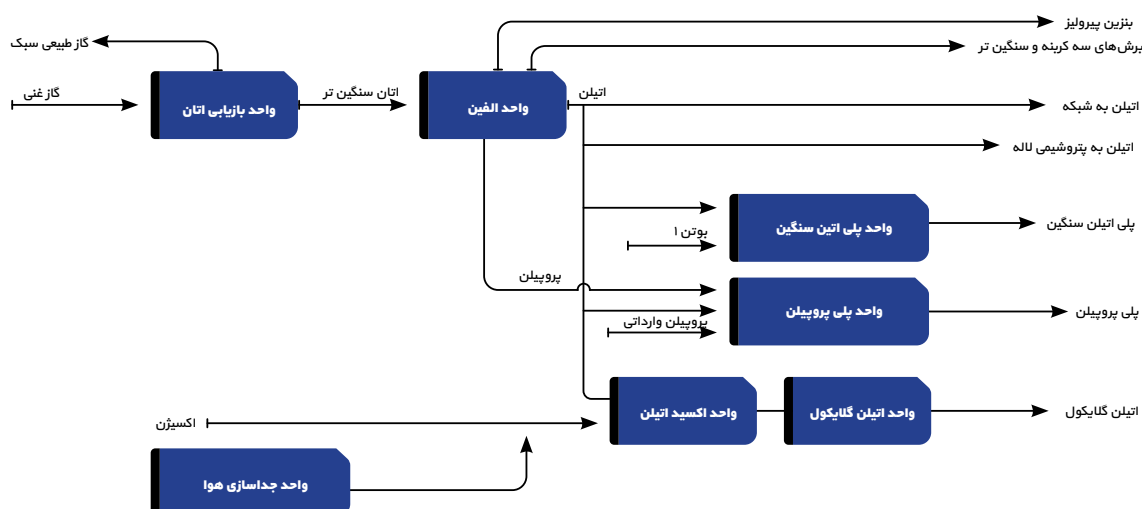 بنزین پیرولیز
برش‌های سه کربنه و سنگین تر
گاز طبیعی سبک
گاز غنی
واحد بازیابی اتان
اتان سنگین تر
واحد الفین
اتیلن
اتیلن به شبکه
اتیلن به پتروشیمی لاله
واحد پلی اتین سنگین
پلی اتیلن سنگین
بوتن ۱
پروپیلن
واحد پلی پروپیلن
پلی پروپیلن
پروپیلن وارداتی
واحد اکسید اتیلن
واحد اتیلن گلایکول
اتیلن گلایکول
اکسیژن
واحد جداسازی هوا